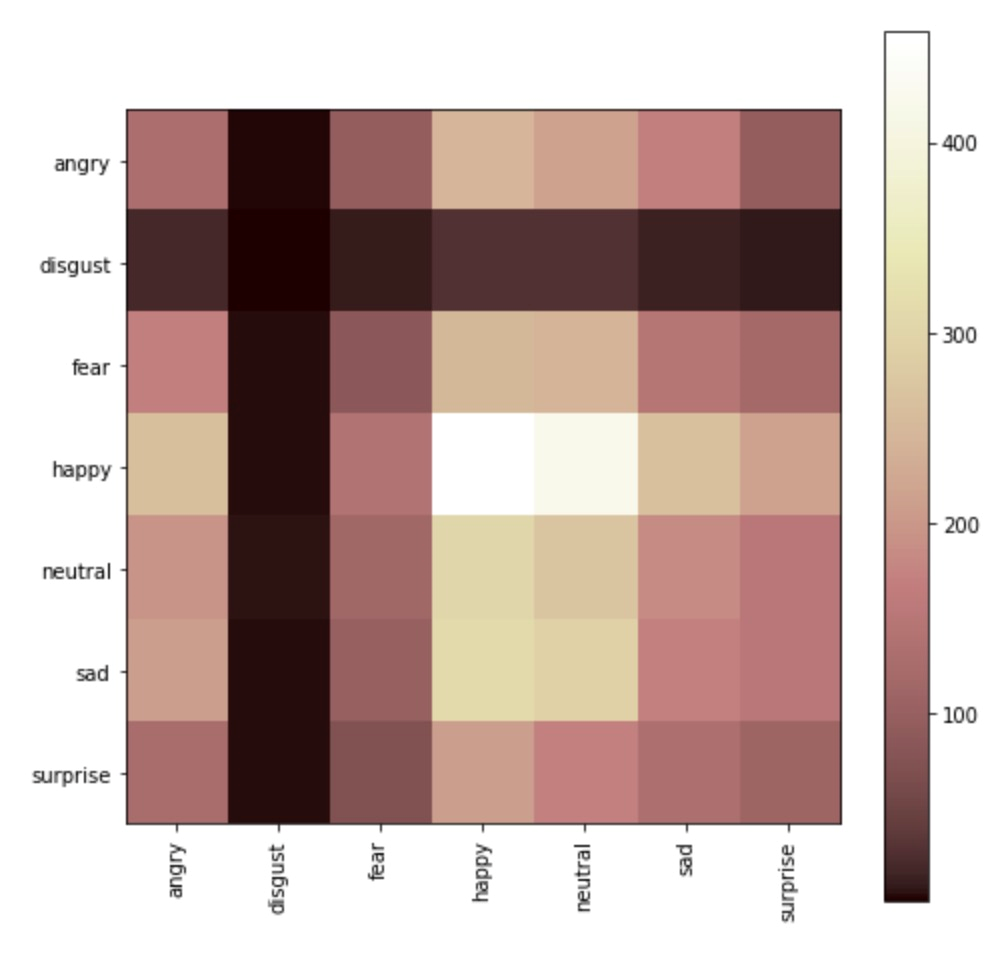 angry
disgust
fear
happy
neutral
sad
surprise
angry
disgust
fear
happy
neutral
sad
surprise
400
300
200
100